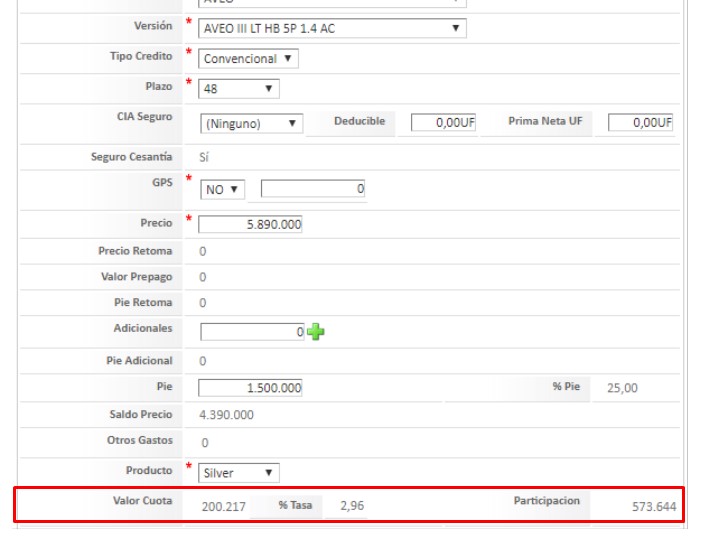 AVEO
Versión * AVEO III LT HB 5P 1.4 AC
Tipo Credito * Convencional
Plazo * 48
CIA Seguro (Ninguno) Deducible 0,00UF Prima Neta UF 0,00UF
Seguro Cesantía Sí
GPS * NO 0
Precio * 5.890.000
Precio Retoma 0
Valor Prepago 0
Pie Retoma 0
Adicionales 0
Pie Adicional 0
Pie 1.500.000 % Pie 25,00
Saldo Precio 4.390.000
Otros Gastos 0
Producto * Silver
Valor Cuota 200.217 % Tasa 2,96 Participacion 573.644